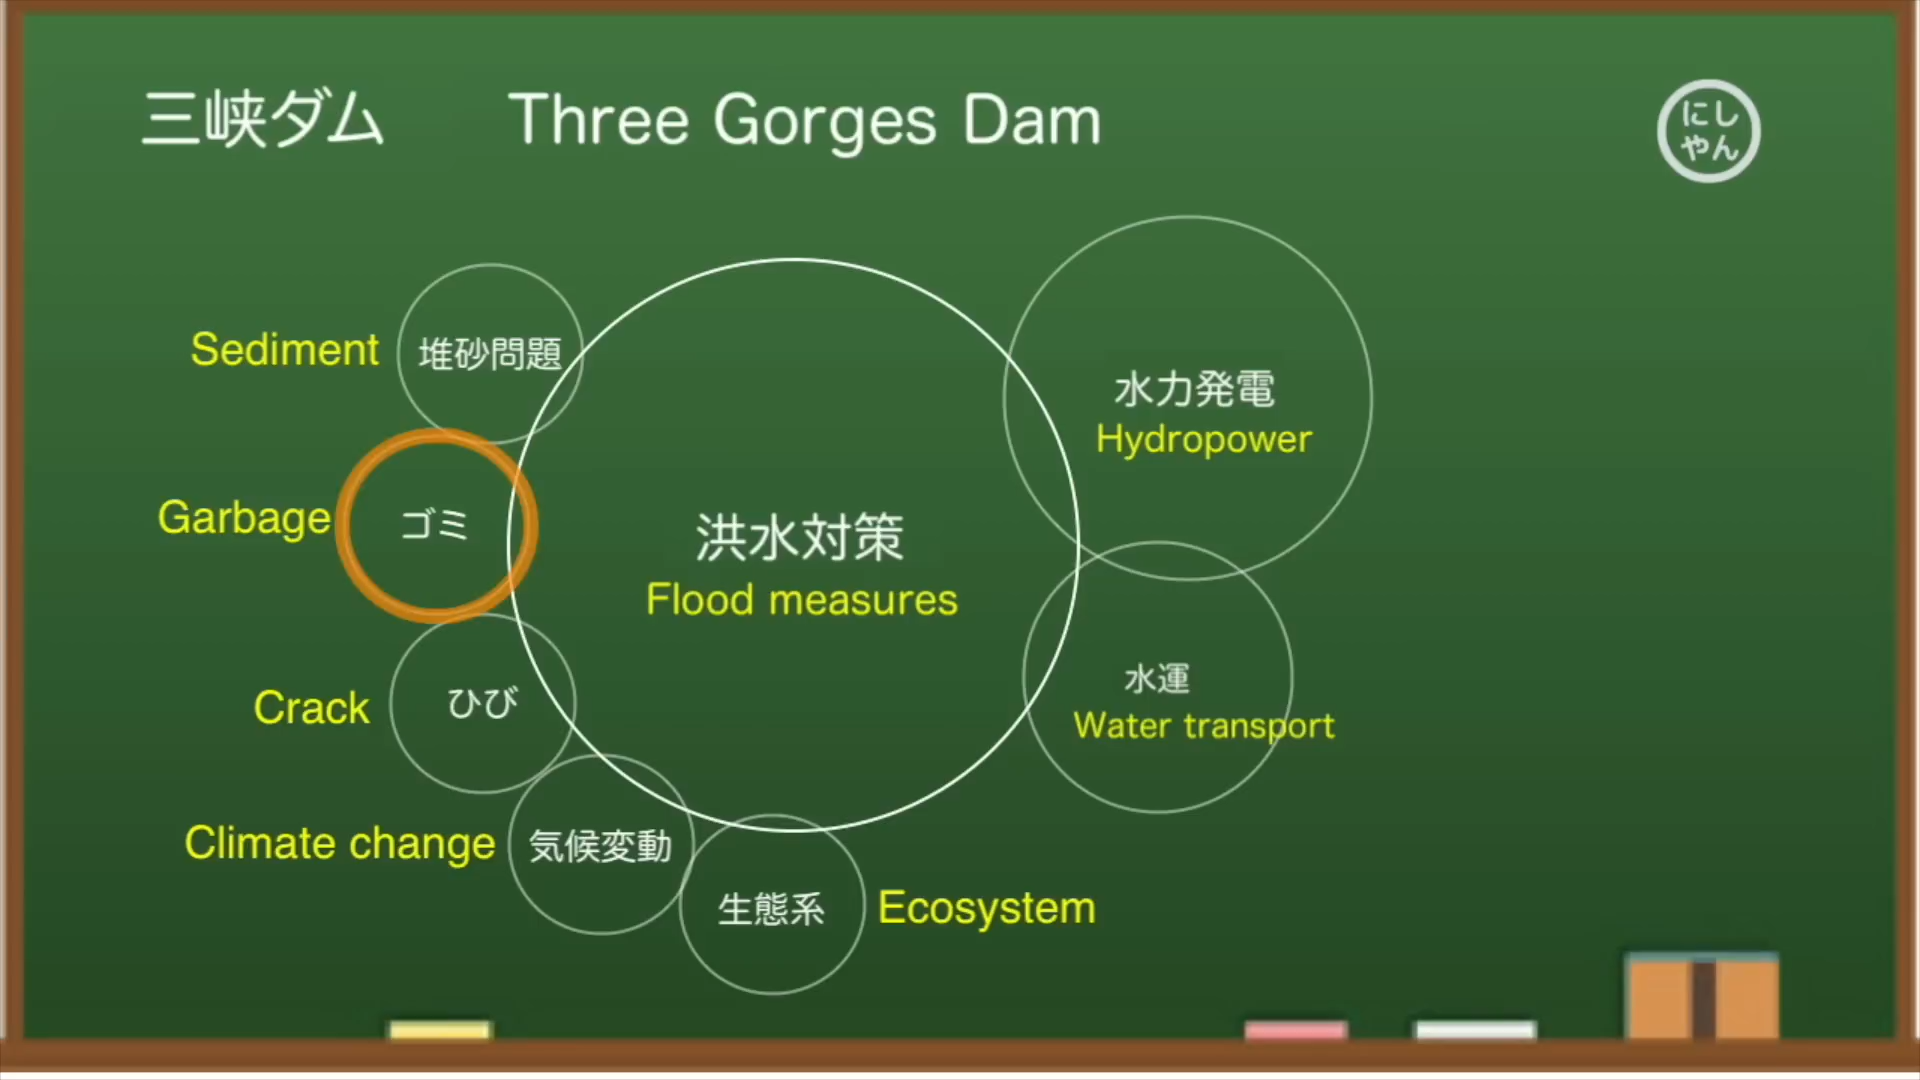 三峡ダム Three Gorges Dam
にし
やん
Sediment 堆砂問題
水力発電
Hydropower
Garbage ゴミ
洪水対策
Flood measures
水運
Water transport
Crack ひび
Climate change 気候変動
生態系 Ecosystem